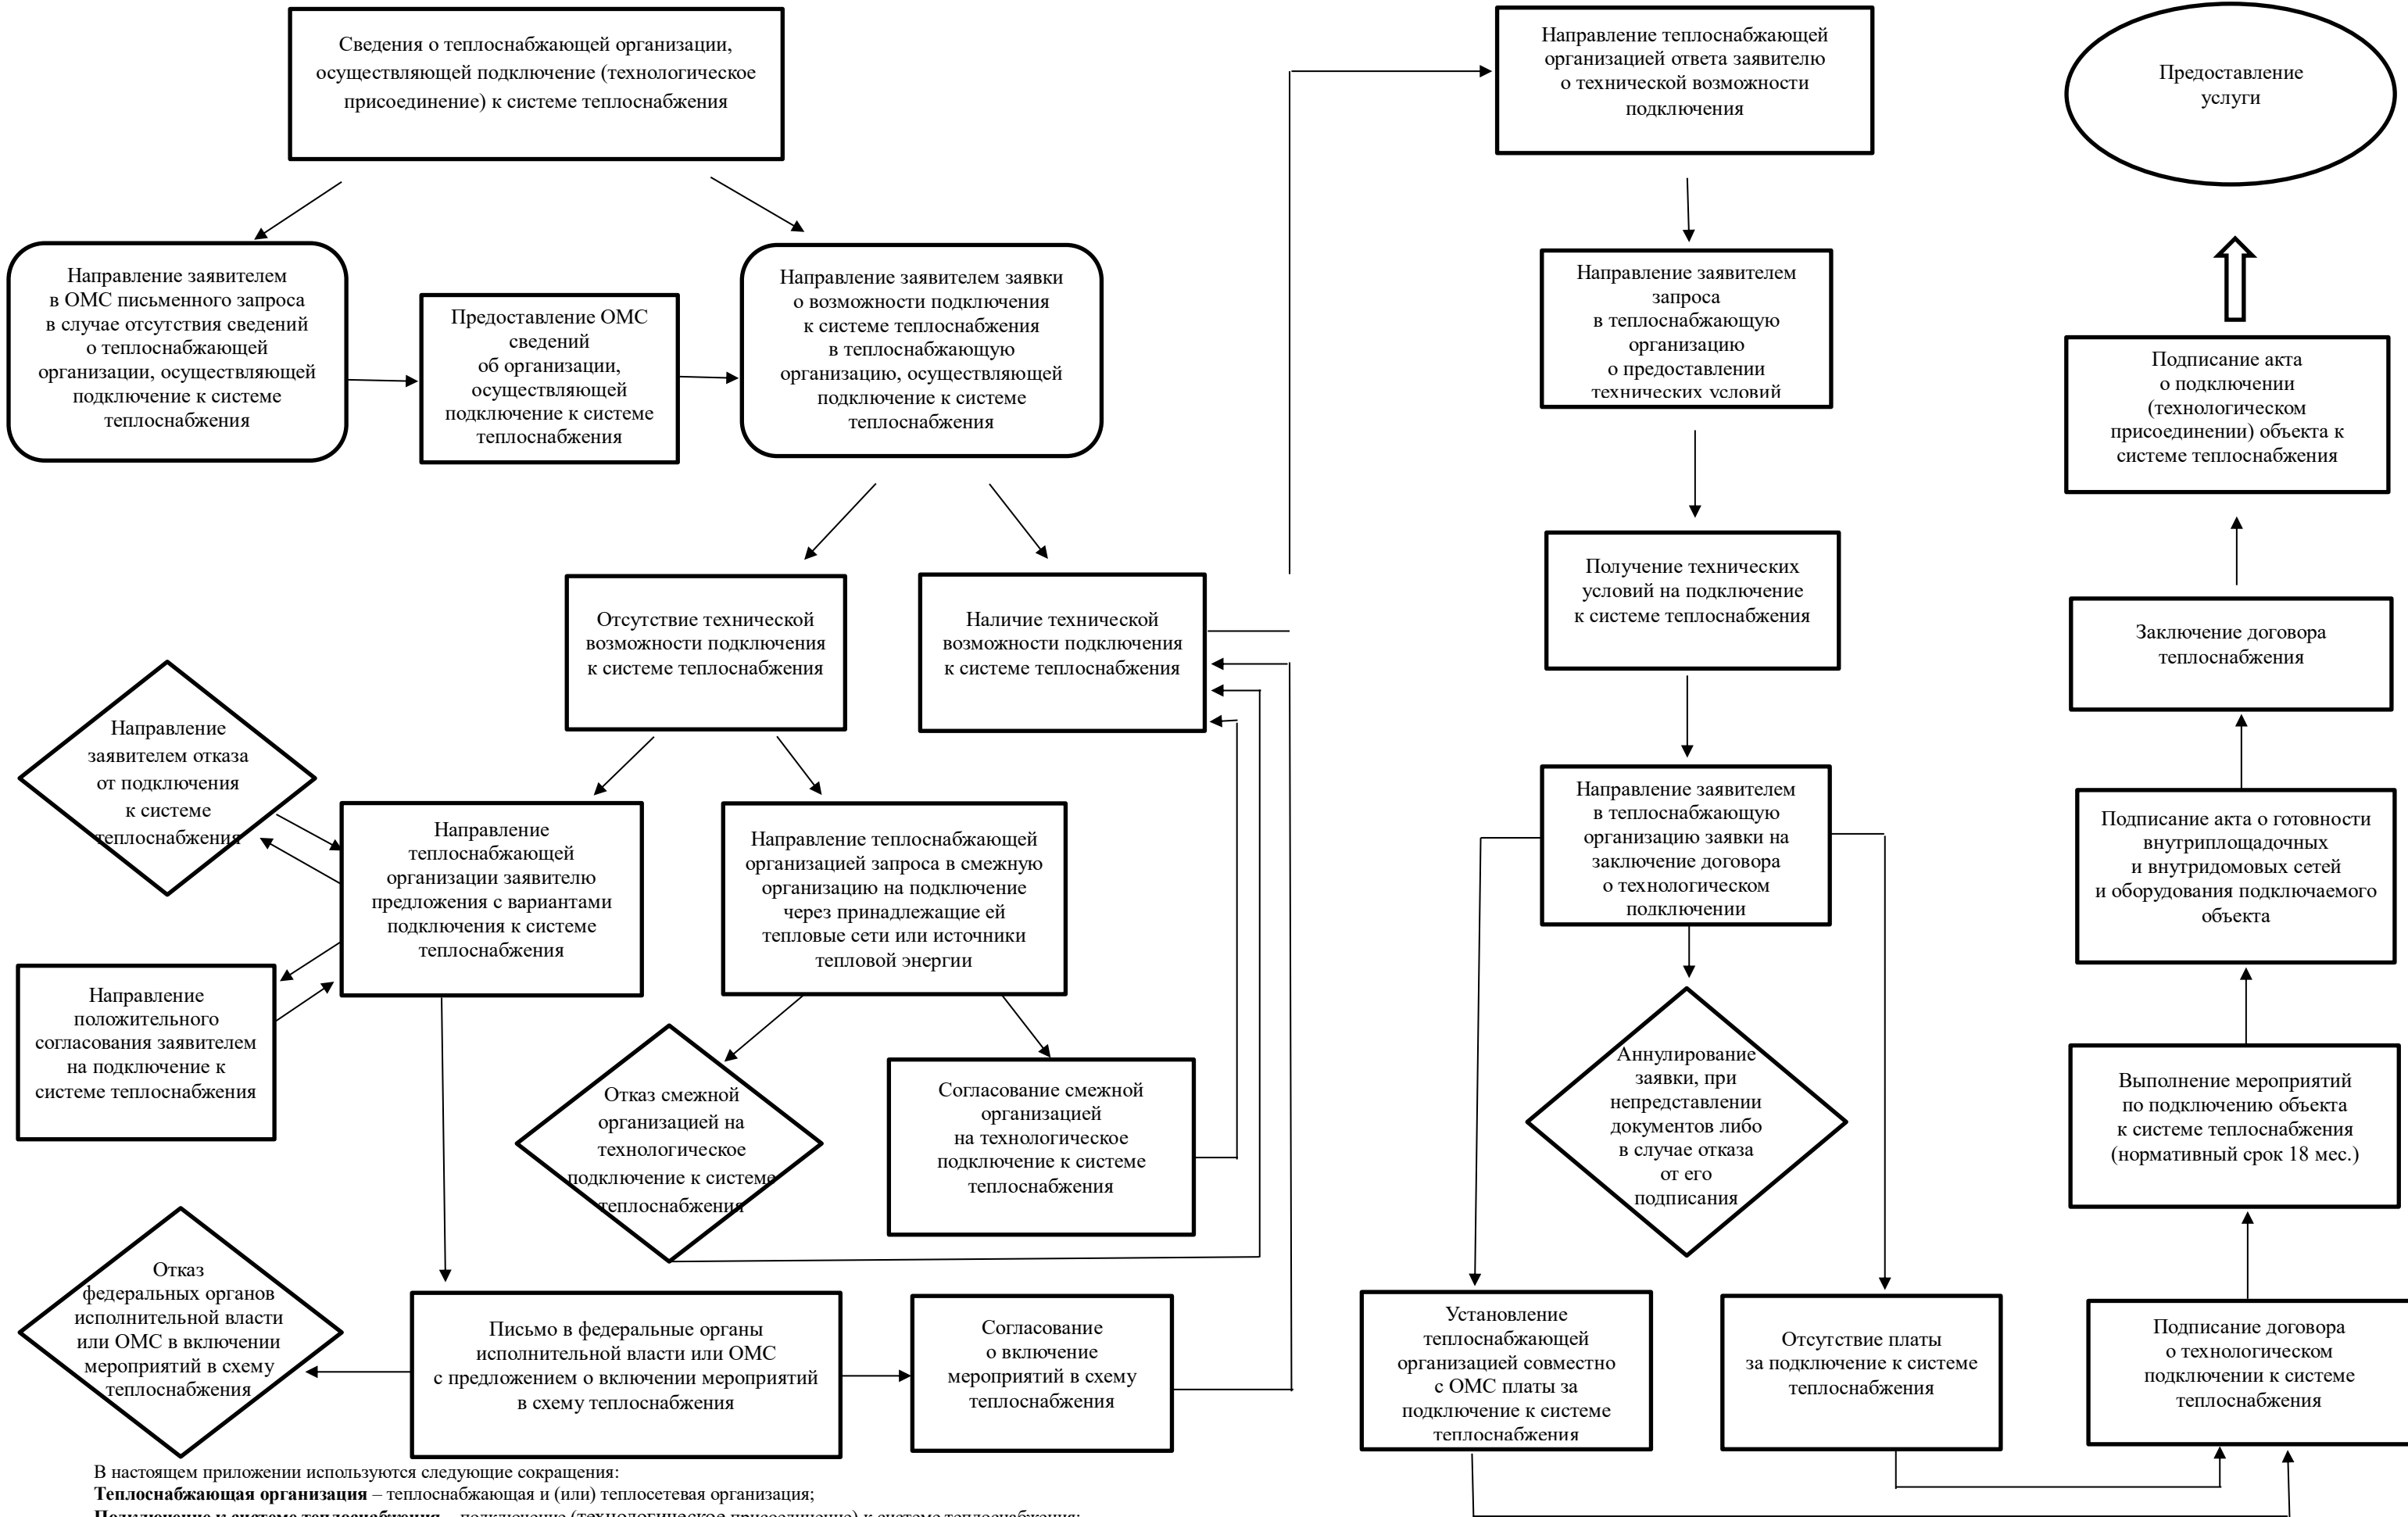 Сведения о теплоснабжающей организации,
осуществляющей подключение (технологическое
присоединение) к системе теплоснабжения
Направление заявителем
в ОМС письменного запроса
в случае отсутствия сведений
о теплоснабжающей
организации, осуществляющей
подключение к системе
теплоснабжения
Предоставление ОМС
сведений
об организации,
осуществляющей
подключение к системе
теплоснабжения
Направление заявителем заявки
о возможности подключения
к системе теплоснабжения
в теплоснабжающую
организацию, осуществляющей
подключение к системе
теплоснабжения
Отсутствие технической
возможности подключения
к системе теплоснабжения
Наличие технической
возможности подключения
к системе теплоснабжения
Направление
заявителем отказа
от подключения
к системе
теплоснабжения
Направление
теплоснабжающей
организации заявителю
предложения с вариантами
подключения к системе
теплоснабжения
Направление теплоснабжающей
организацией запроса в смежную
организацию на подключение
через принадлежащие ей
тепловые сети или источники
тепловой энергии
Направление
положительного
согласования заявителем
на подключение к
системе теплоснабжения
Отказ смежной
организацией на
технологическое
подключение к системе
теплоснабжения
Согласование смежной
организацией
на технологическое
подключение к системе
теплоснабжения
Отказ
федеральных органов
исполнительной власти
или ОМС в включении
мероприятий в схему
теплоснабжения
Письмо в федеральные органы
исполнительной власти или ОМС
с предложением о включении мероприятий
в схему теплоснабжения
Согласование
о включение
мероприятий в схему
теплоснабжения
Направление теплоснабжающей
организацией ответа заявителю
о технической возможности
подключения
Направление заявителем
запроса
в теплоснабжающую
организацию
о предоставлении
технических условий
Получение технических
условий на подключение
к системе теплоснабжения
Направление заявителем
в теплоснабжающую
организацию заявки на
заключение договора
о технологическом
подключении
Аннулирование
заявки, при
непредставлении
документов либо
в случае отказа
от его
подписания
Установление
теплоснабжающей
организацией совместно
с ОМС платы за
подключение к системе
теплоснабжения
Отсутствие платы
за подключение к системе
теплоснабжения
Предоставление
услуги
Подписание акта
о подключении
(технологическом
присоединении) объекта к
системе теплоснабжения
Заключение договора
теплоснабжения
Подписание акта о готовности
внутриплощадочных
и внутридомовых сетей
и оборудования подключаемого
объекта
Выполнение мероприятий
по подключению объекта
к системе теплоснабжения
(нормативный срок 18 мес.)
Подписание договора
о технологическом
подключении к системе
теплоснабжения
В настоящем приложении используются следующие сокращения:
Теплоснабжающая организация – теплоснабжающая и (или) теплосетевая организация;
Подключение к системе теплоснабжения – подключение (технологическое присоединение) к системе теплоснабжения;